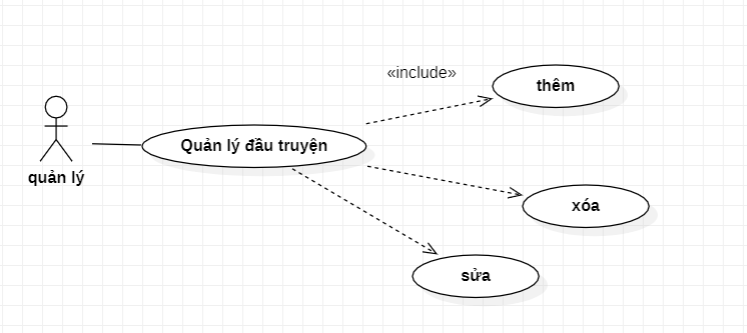 «include»
thêm
Quản lý đầu truyện
quản lý
xóa
sửa